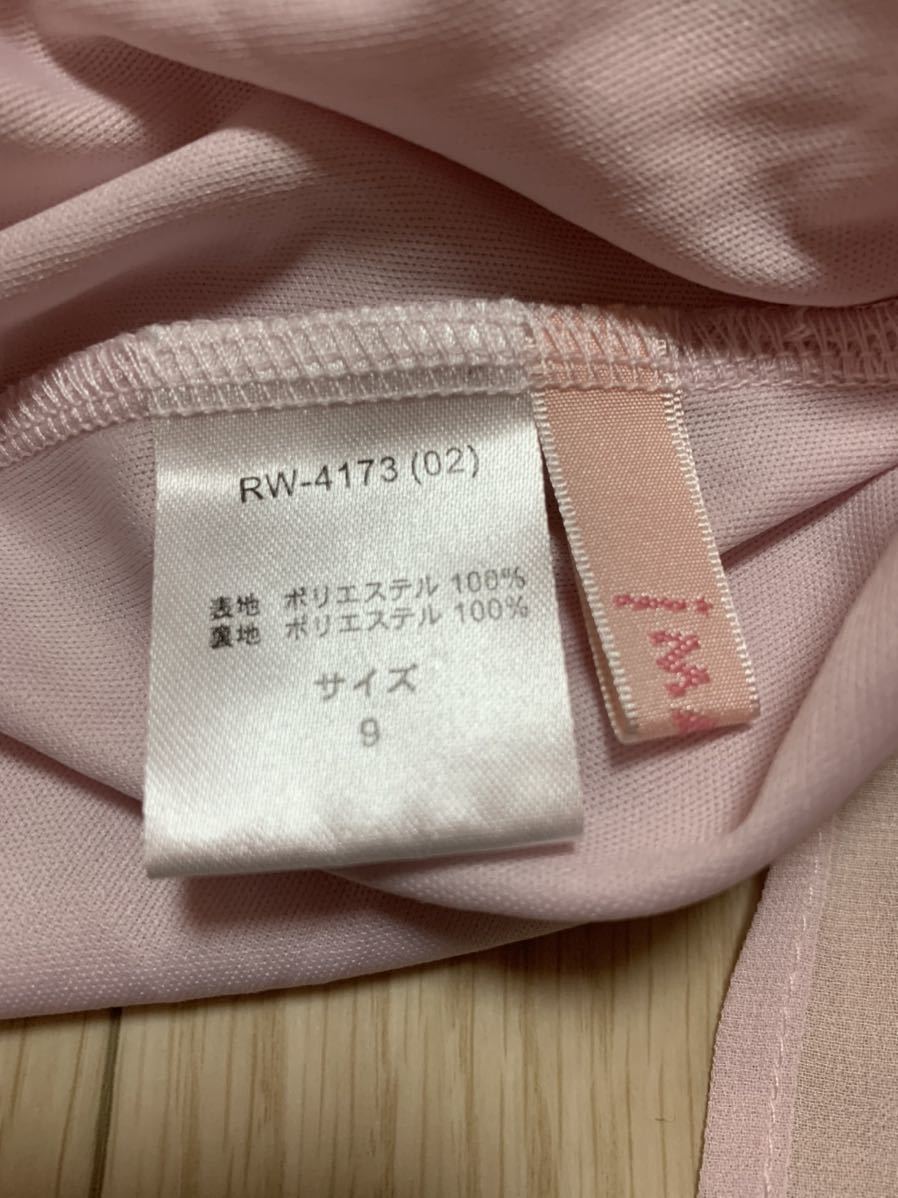 RW-4173 (02)
表地 ポリエステル 100%
裏地 ポリエステル 100%
サイズ
9